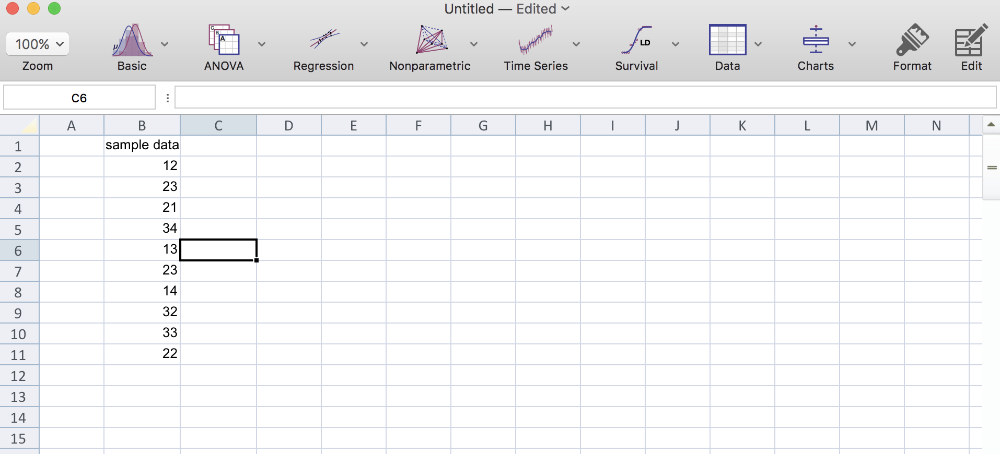 Untitled — Edited
100%
μ
C
B
A
LD
Zoom Basic ANOVA Regression Nonparametric Time Series Survival Data Charts Format Edit
C6
A B C D E F G H I J K L M N
1 sample data
2 12
3 23
4 21
5 34
6 13
7 23
8 14
9 32
10 33
11 22
12
13
14
15